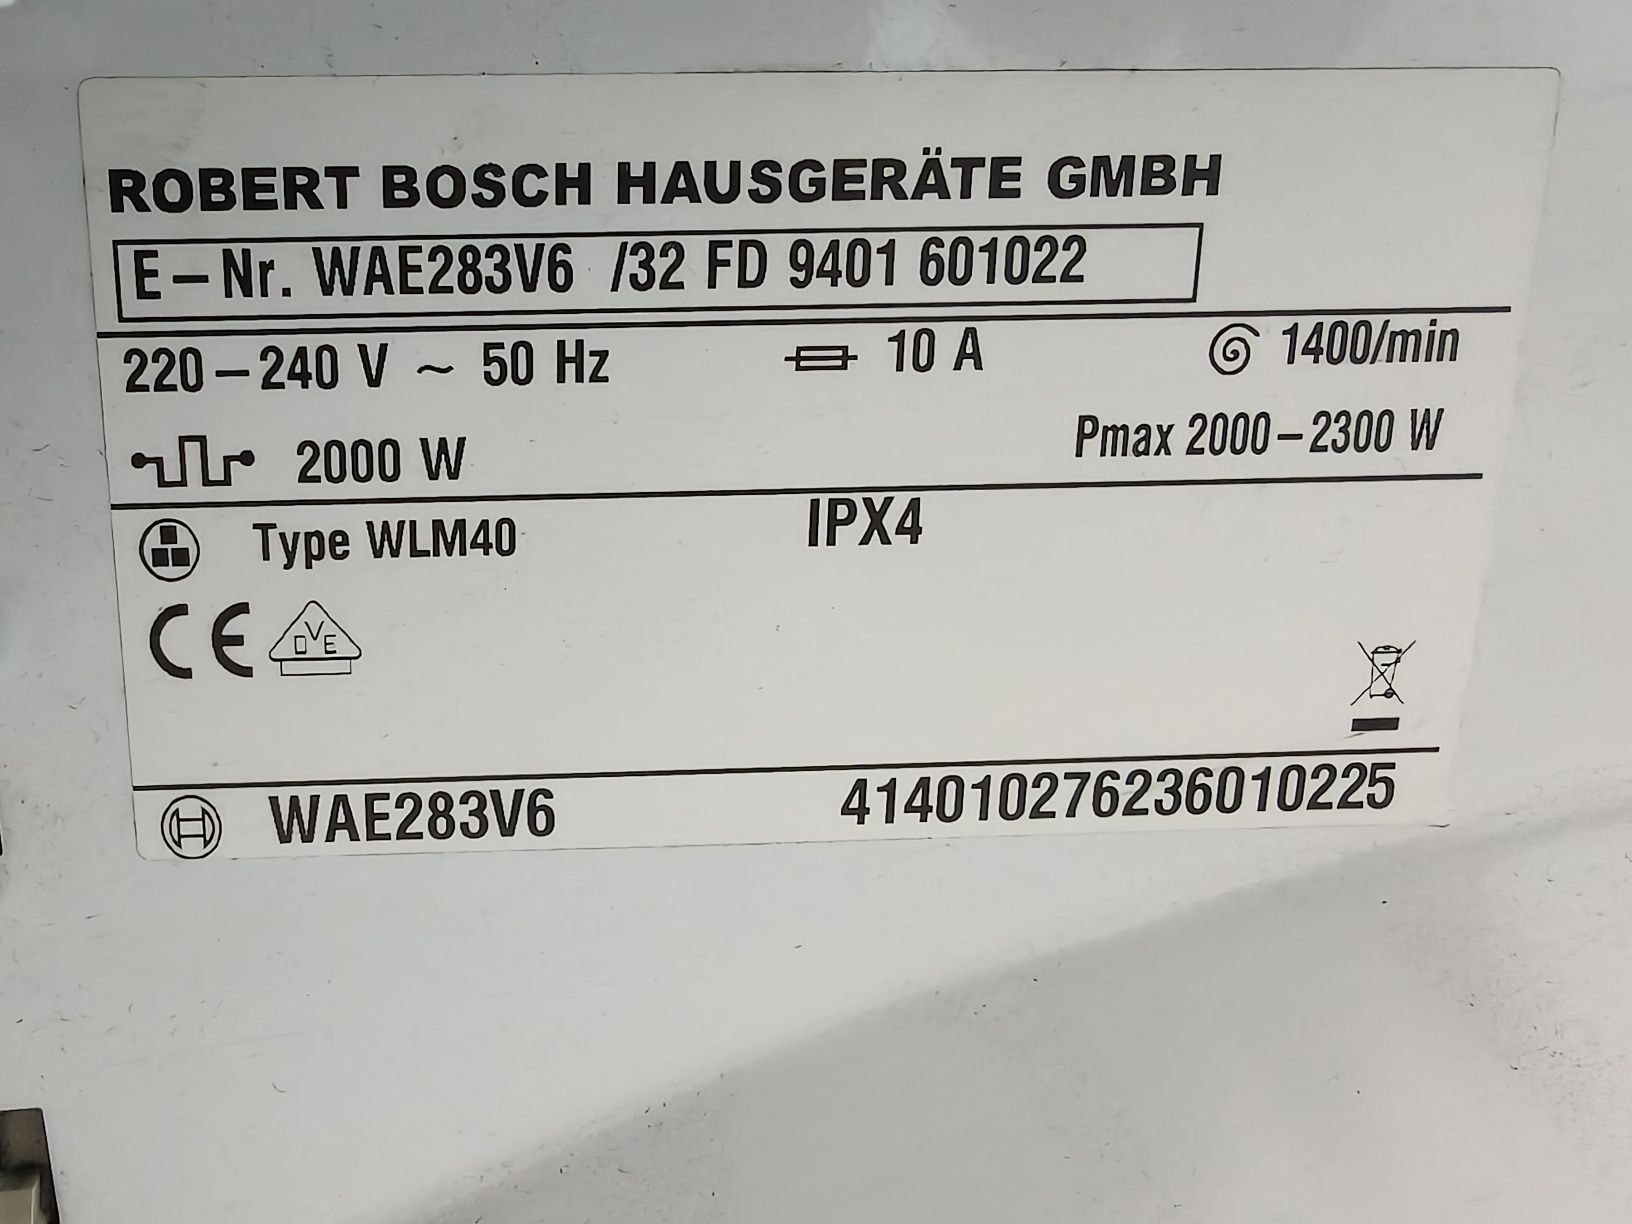 ROBERT BOSCH HAUSGERÄTE GMBH
E-Nr. WAE283V6 /32 FD 9401 601022
220-240 V ~ 50 Hz 10 A 1400/min
2000 W Pmax 2000-2300 W
Type WLM40 IPX4
CE DVE
WAE283V6 414010276236010225